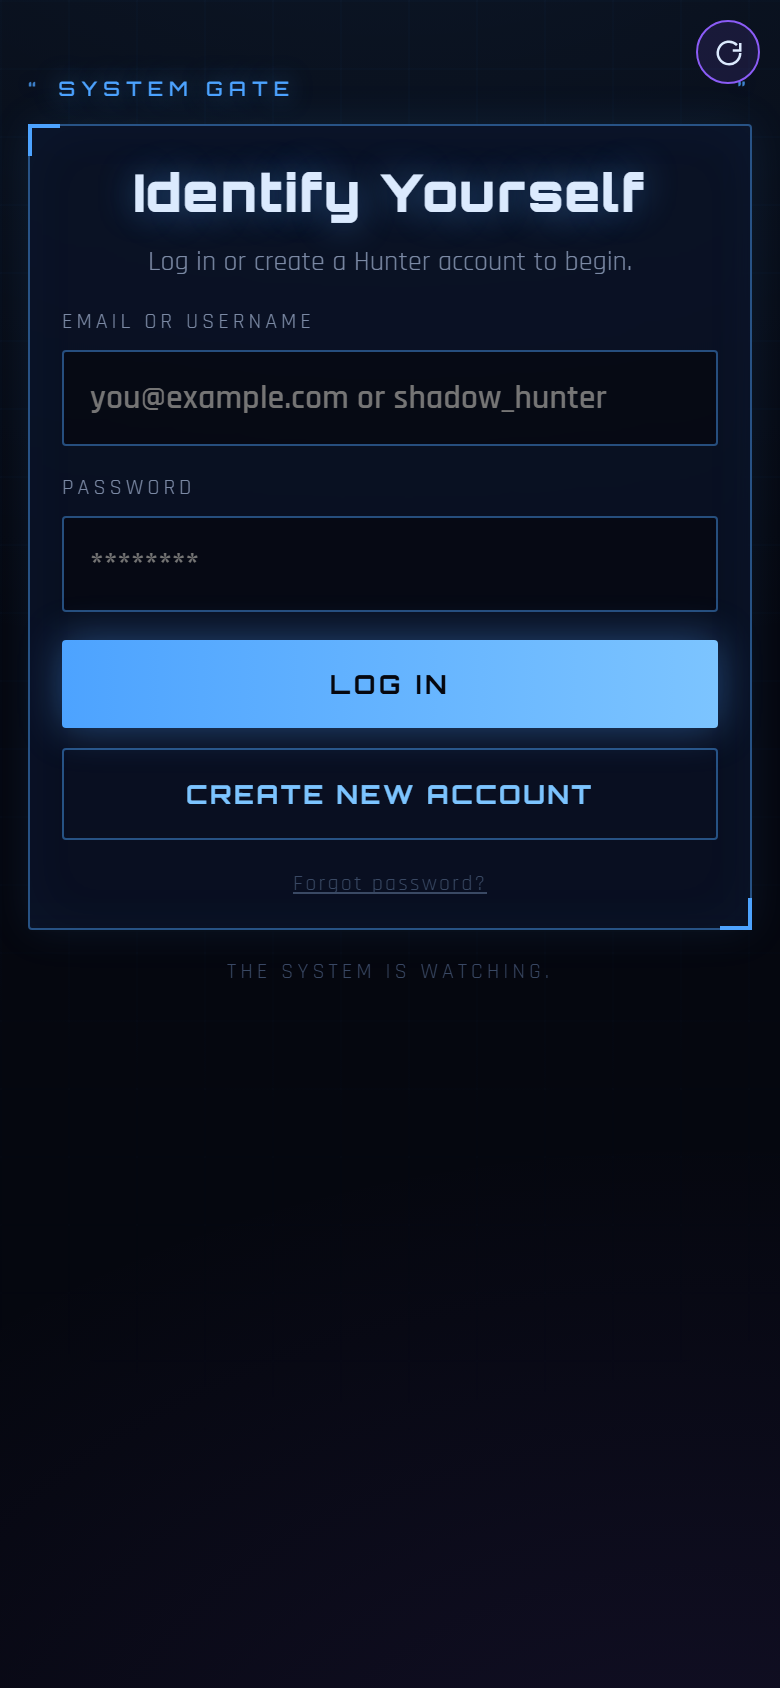 " SYSTEM GATE "
Identify Yourself
Log in or create a Hunter account to begin.
EMAIL OR USERNAME
you@example.com or shadow_hunter
PASSWORD
********
LOG IN
CREATE NEW ACCOUNT
Forgot password?
THE SYSTEM IS WATCHING.